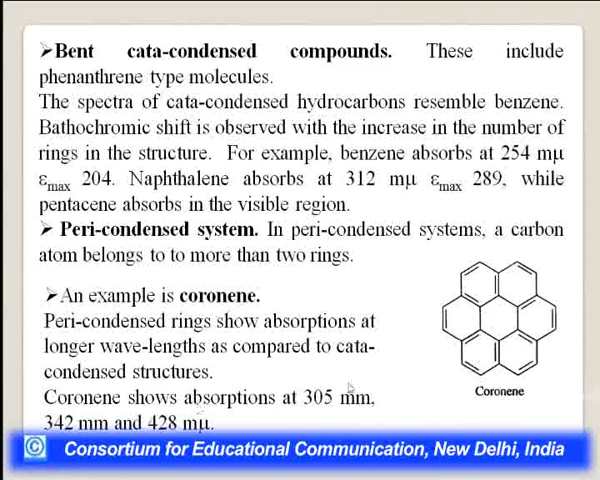 ➢Bent cata-condensed compounds. These include
phenanthrene type molecules.
The spectra of cata-condensed hydrocarbons resemble benzene.
Bathochromic shift is observed with the increase in the number of
rings in the structure. For example, benzene absorbs at 254 mμ
εmax 204. Naphthalene absorbs at 312 mμ εmax 289, while
pentacene absorbs in the visible region.
➢ Peri-condensed system. In peri-condensed systems, a carbon
atom belongs to to more than two rings.
➢An example is coronene.
Peri-condensed rings show absorptions at
longer wave-lengths as compared to cata-
condensed structures.
Coronene shows absorptions at 305 mm,
342 mm and 428 mμ.
Coronene
© Consortium for Educational Communication, New Delhi, India